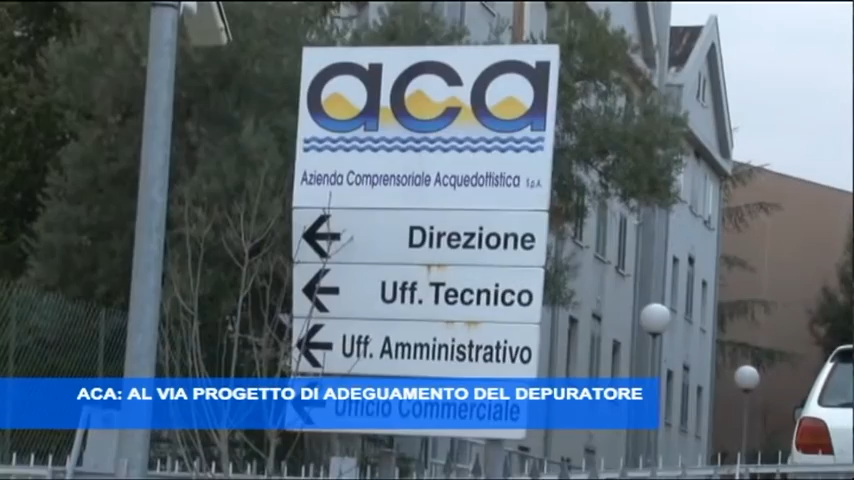 aca
Azienda Comprensoriale Acquedottistica S.p.A.
Direzione
Uff. Tecnico
Uff. Amministrativo
ACA: AL VIA PROGETTO DI ADEGUAMENTO DEL DEPURATORE
Ufficio Commerciale